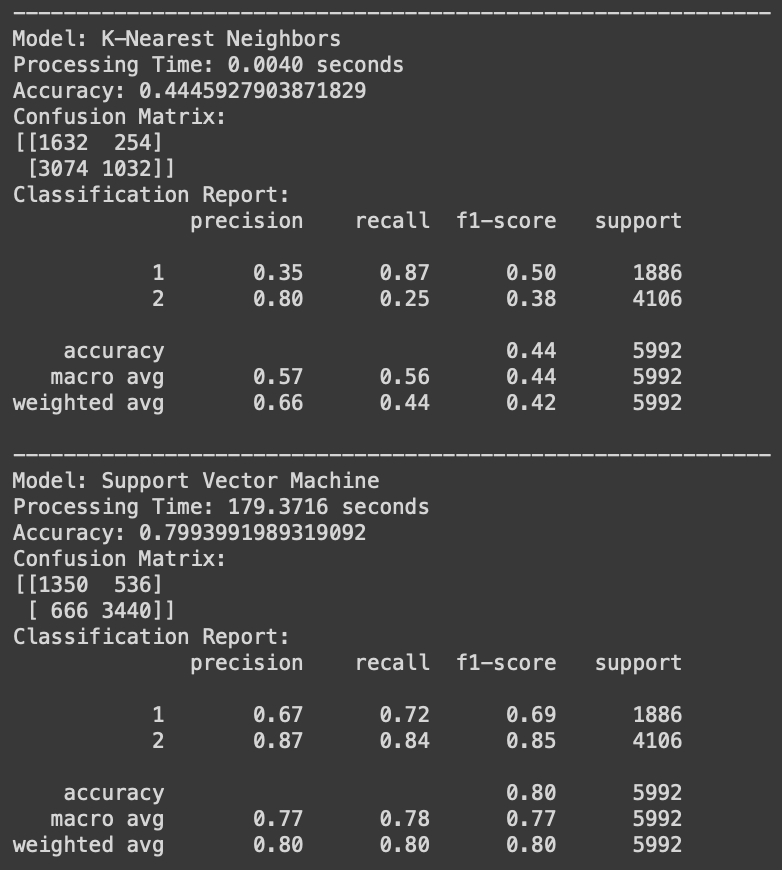 ------------------------------------------------------------
Model: K-Nearest Neighbors
Processing Time: 0.0040 seconds
Accuracy: 0.4445927903871829
Confusion Matrix:
[[1632  254]
 [3074 1032]]
Classification Report:
              precision    recall  f1-score   support

           1       0.35      0.87      0.50      1886
           2       0.80      0.25      0.38      4106

    accuracy                           0.44      5992
   macro avg       0.57      0.56      0.44      5992
weighted avg       0.66      0.44      0.42      5992

------------------------------------------------------------
Model: Support Vector Machine
Processing Time: 179.3716 seconds
Accuracy: 0.7993991989319092
Confusion Matrix:
[[1350  536]
 [ 666 3440]]
Classification Report:
              precision    recall  f1-score   support

           1       0.67      0.72      0.69      1886
           2       0.87      0.84      0.85      4106

    accuracy                           0.80      5992
   macro avg       0.77      0.78      0.77      5992
weighted avg       0.80      0.80      0.80      5992